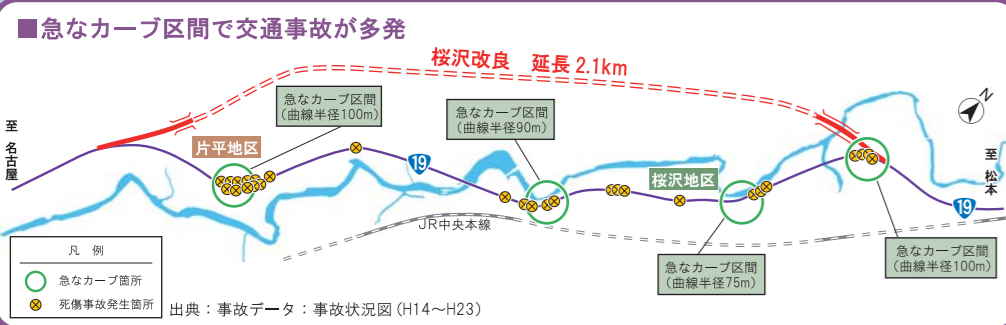 ■急なカーブ区間で交通事故が多発
桜沢改良 延長 2.1km
N
急なカーブ区間
(曲線半径100m)
急なカーブ区間
(曲線半径90m)
至 名古屋
片平地区
19
桜沢地区
至 松本
19
JR中央本線
急なカーブ区間
(曲線半径75m)
急なカーブ区間
(曲線半径100m)
凡 例
急なカーブ箇所
死傷事故発生箇所
出典：事故データ：事故状況図(H14～H23)